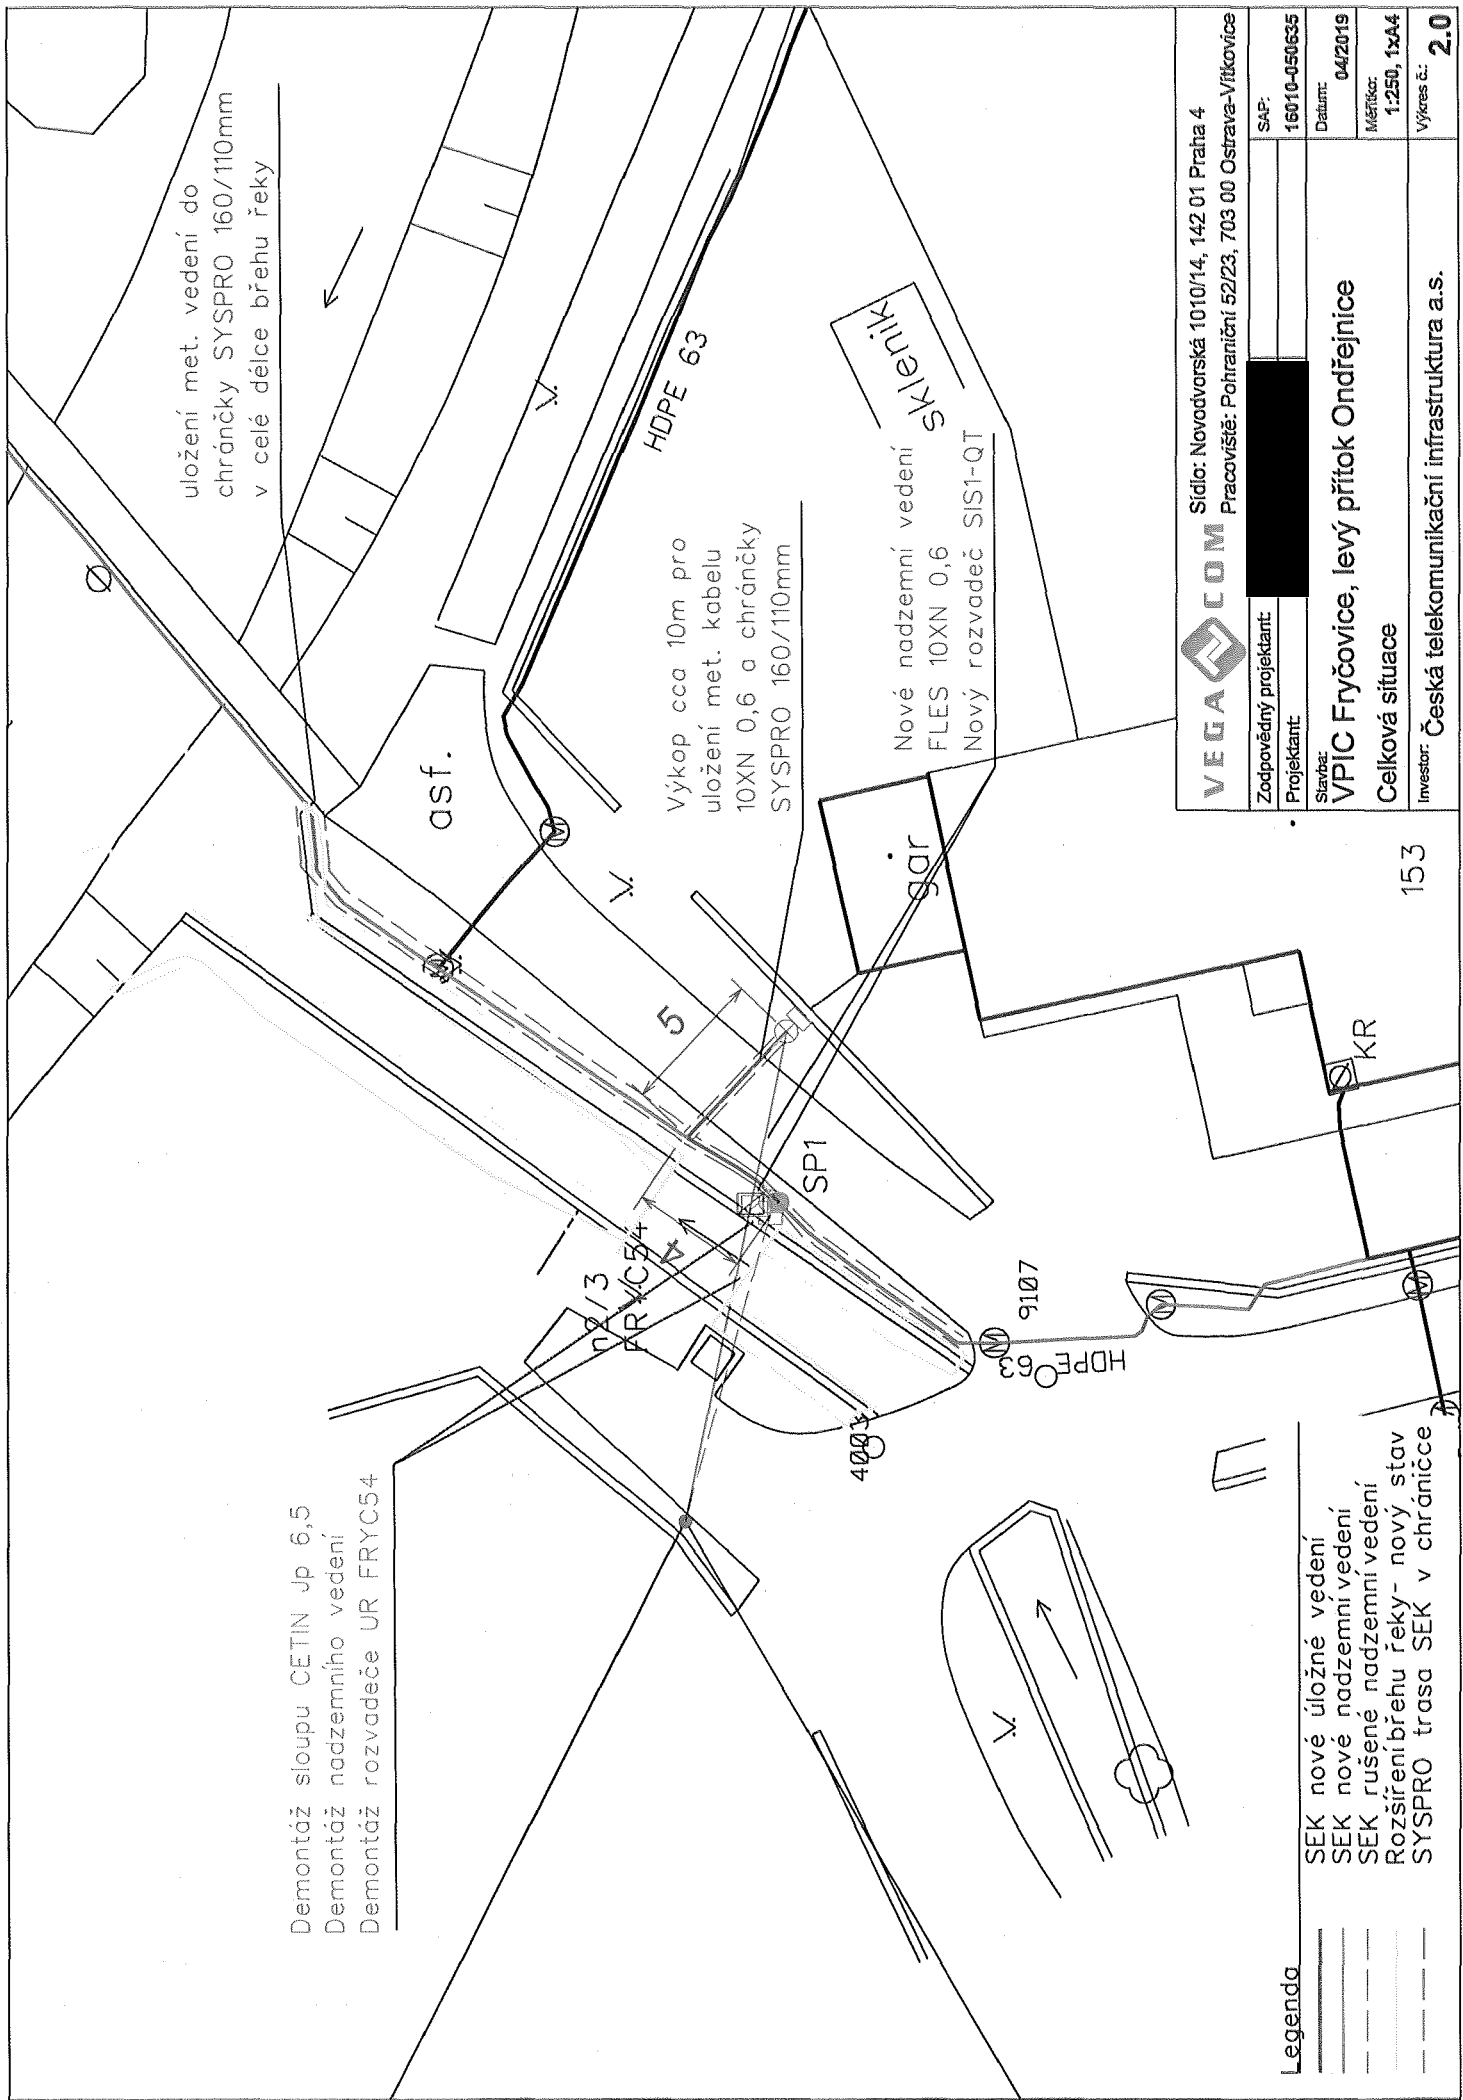 Demontáž sloupu CETIN Jp 6,5
Demontáž nadzemního vedení
Demontáž rozvaděče UR FRYC54
uložení met. vedení do
chráničky SYSPRO 160/110mm
v celé délce břehu řeky
asf.
HDPE 63
Výkop cca 10m pro
uložení met. kabelu
10XN 0,6 a chráničky
SYSPRO 160/110mm
Nové nadzemní vedení
FLES 10XN 0,6
Nový rozvaděč SIS1-QT
Skleník
5
4
SP1
4003
9107
HDPE 63
M
M
M
M
gar
KR
153
Legenda
SEK nové úložné vedení
SEK nové nadzemní vedení
SEK rušené nadzemní vedení
Rozšíření břehu řeky- nový stav
SYSPRO trasa SEK v chráničce
VEGACOM
Sídlo: Novodvorská 1010/14, 142 01 Praha 4
Pracoviště: Pohraniční 52/23, 703 00 Ostrava-Vítkovice
Zodpovědný projektant:
Projektant:
SAP:
16010-050635
Stavba:
VPIC Fryčovice, levý přítok Ondřejnice
Datum:
04/2019
Celková situace
Měřítko:
1:250, 1xA4
Investor: Česká telekomunikační infrastruktura a.s.
Výkres č.: 2.0